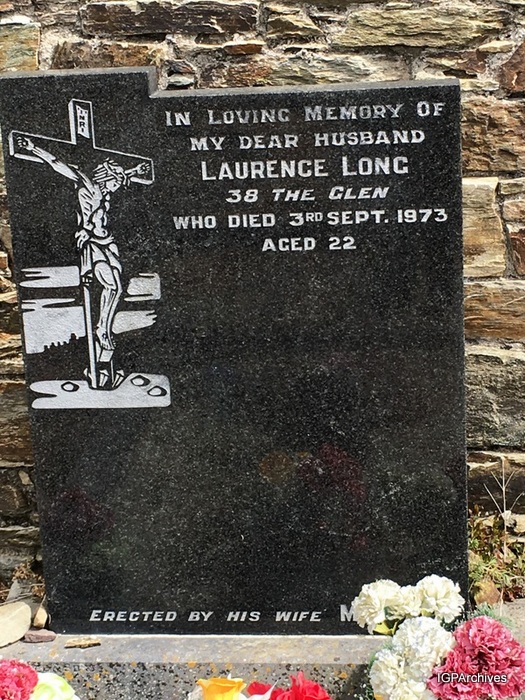 INRI
IN LOVING MEMORY OF
MY DEAR HUSBAND
LAURENCE LONG
38 THE GLEN
WHO DIED 3RD SEPT. 1973
AGED 22
ERECTED BY HIS WIFE
IGPArchives